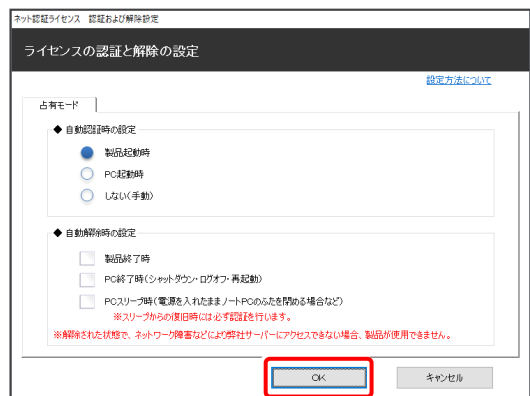 ネット認証ライセンス　認証および解除設定
ライセンスの認証と解除の設定
設定方法について
占有モード
◆ 自動認証時の設定
製品起動時
PC起動時
しない(手動)
◆ 自動解除時の設定
製品終了時
PC終了時(シャットダウン・ログオフ・再起動)
PCスリープ時(電源を入れたままノートPCのふたを閉める場合など)
※スリープからの復旧時には必ず認証を行います。
※解除された状態で、ネットワーク障害などにより弊社サーバーにアクセスできない場合、製品が使用できません。
OK
キャンセル